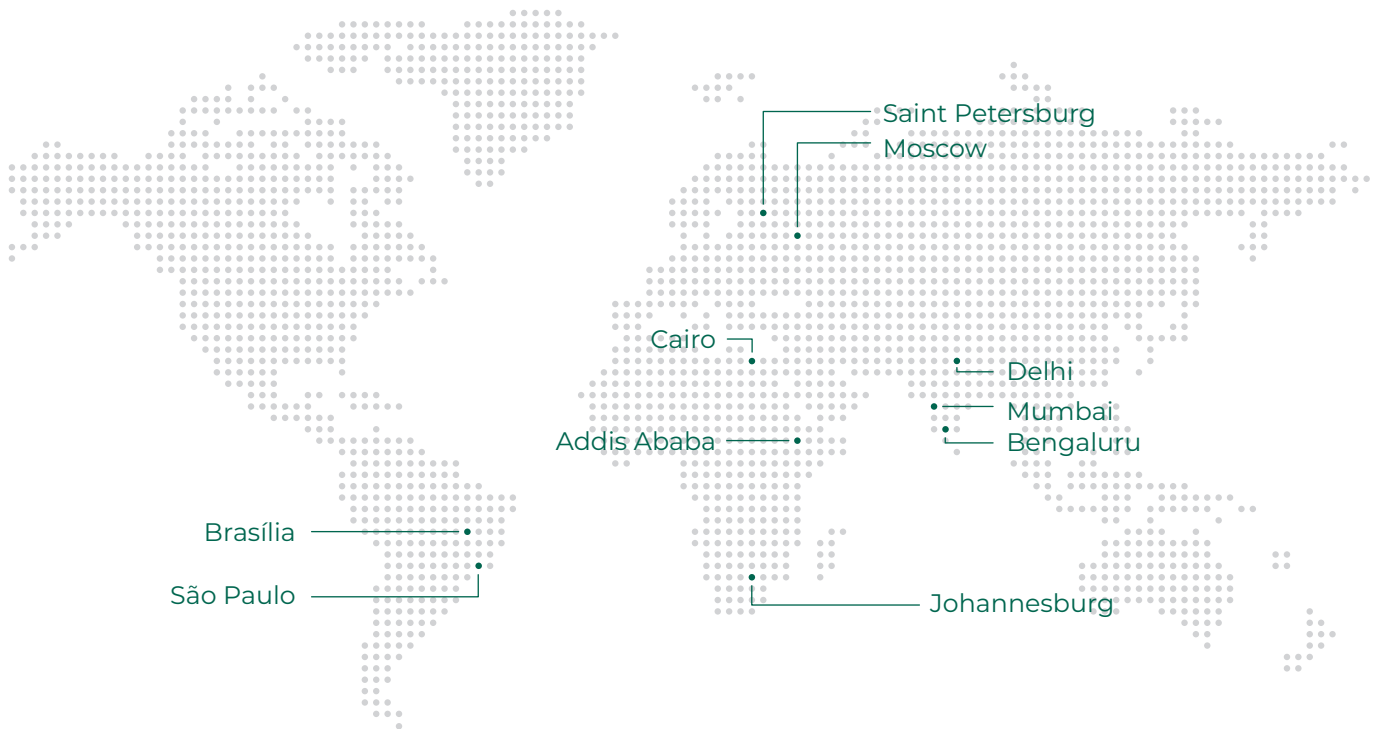 Saint Petersburg
Moscow
Cairo
Delhi
Mumbai
Addis Ababa
Bengaluru
Brasília
São Paulo
Johannesburg